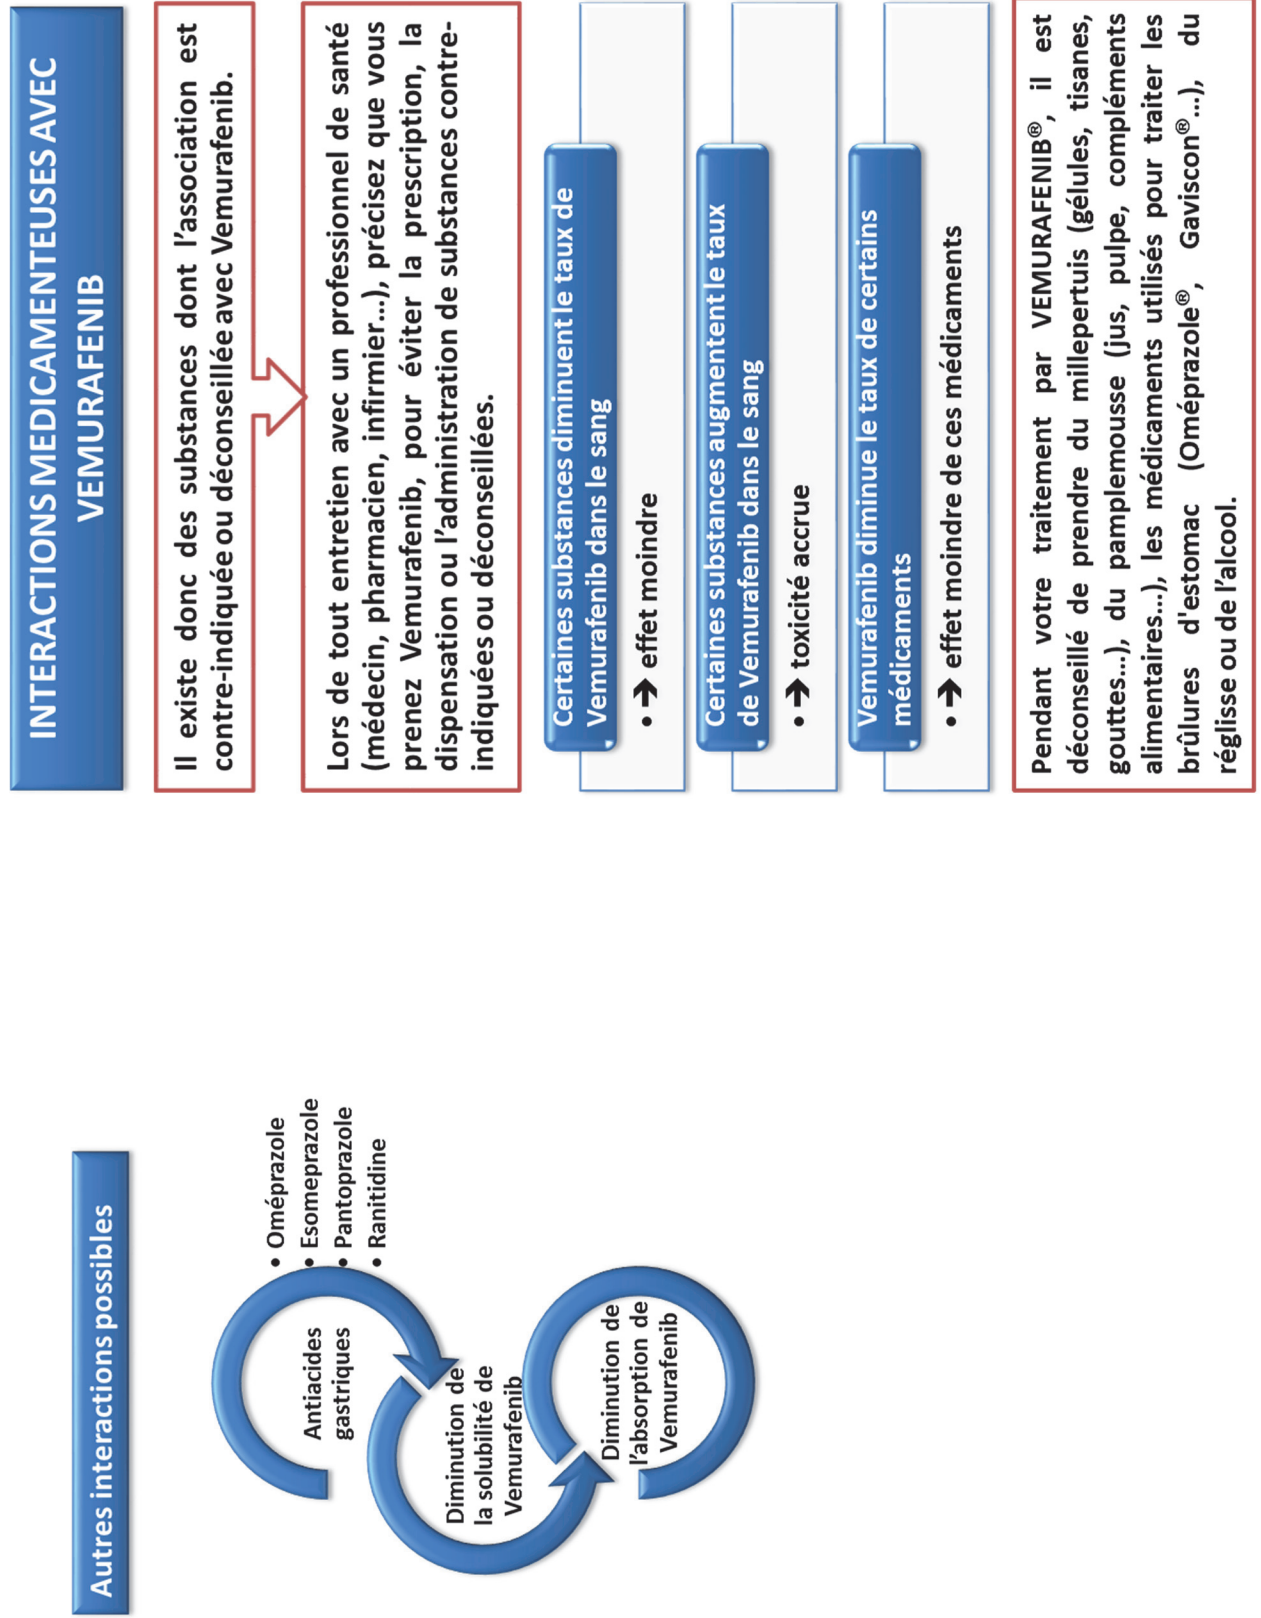 Autres interactions possibles
Antiacides
gastriques
• Oméprazole
• Esomeprazole
• Pantoprazole
• Ranitidine
Diminution de
la solubilité de
Vemurafenib
Diminution de
l'absorption de
Vemurafenib
INTERACTIONS MEDICAMENTEUSES AVEC
VEMURAFENIB
Il existe donc des substances dont l'association est
contre-indiquée ou déconseillée avec Vemurafenib.
Lors de tout entretien avec un professionnel de santé
(médecin, pharmacien, infirmier...), précisez que vous
prenez Vemurafenib, pour éviter la prescription, la
dispensation ou l'administration de substances contre-
indiquées ou déconseillées.
Certaines substances diminuent le taux de
Vemurafenib dans le sang
• ➔ effet moindre
Certaines substances augmentent le taux
de Vemurafenib dans le sang
• ➔ toxicité accrue
Vemurafenib diminue le taux de certains
médicaments
• ➔ effet moindre de ces médicaments
Pendant votre traitement par VEMURAFENIB®, il est
déconseillé de prendre du millepertuis (gélules, tisanes,
gouttes...), du pamplemousse (jus, pulpe, compléments
alimentaires...), les médicaments utilisés pour traiter les
brûlures d'estomac (Oméprazole®, Gaviscon®...), du
réglisse ou de l'alcool.